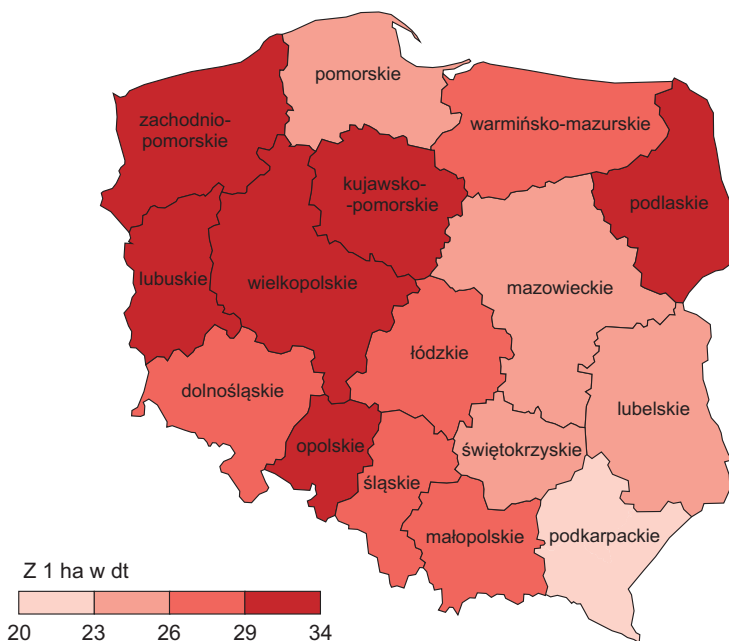 pomorskie
zachodnio-
pomorskie
warmińsko-mazurskie
kujawsko-
-pomorskie
podlaskie
lubuskie
wielkopolskie
mazowieckie
łódzkie
dolnośląskie
lubelskie
opolskie
świętokrzyskie
śląskie
małopolskie
podkarpackie
Z 1 ha w dt
20 23 26 29 34